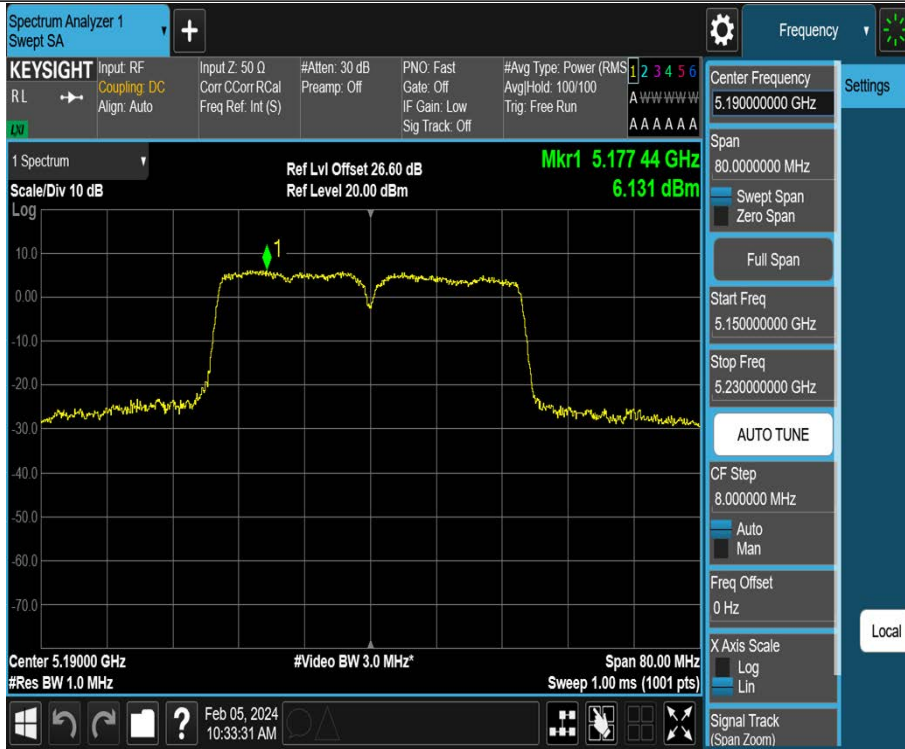 Spectrum Analyzer 1
Swept SA
+
Frequency
KEYSIGHT
RL
LXI
Input: RF
Coupling: DC
Align: Auto
Input Z: 50 Ω
Corr CCorr RCal
Freq Ref: Int (S)
#Atten: 30 dB
Preamp: Off
PNO: Fast
Gate: Off
IF Gain: Low
Sig Track: Off
#Avg Type: Power (RMS
Avg|Hold: 100/100
Trig: Free Run
1 2 3 4 5 6
A W W W W W
A A A A A A
Center Frequency
5.190000000 GHz
Settings
Span
80.0000000 MHz
Swept Span
Zero Span
Full Span
Start Freq
5.150000000 GHz
Stop Freq
5.230000000 GHz
AUTO TUNE
CF Step
8.000000 MHz
Auto
Man
Freq Offset
0 Hz
X Axis Scale
Log
Lin
Signal Track
(Span Zoom)
Local
1 Spectrum
Scale/Div 10 dB
Log
Ref Lvl Offset 26.60 dB
Ref Level 20.00 dBm
Mkr1 5.177 44 GHz
6.131 dBm
1
10.0
0.00
-10.0
-20.0
-30.0
-40.0
-50.0
-60.0
-70.0
Center 5.19000 GHz
#Res BW 1.0 MHz
#Video BW 3.0 MHz*
Span 80.00 MHz
Sweep 1.00 ms (1001 pts)
?
Feb 05, 2024
10:33:31 AM